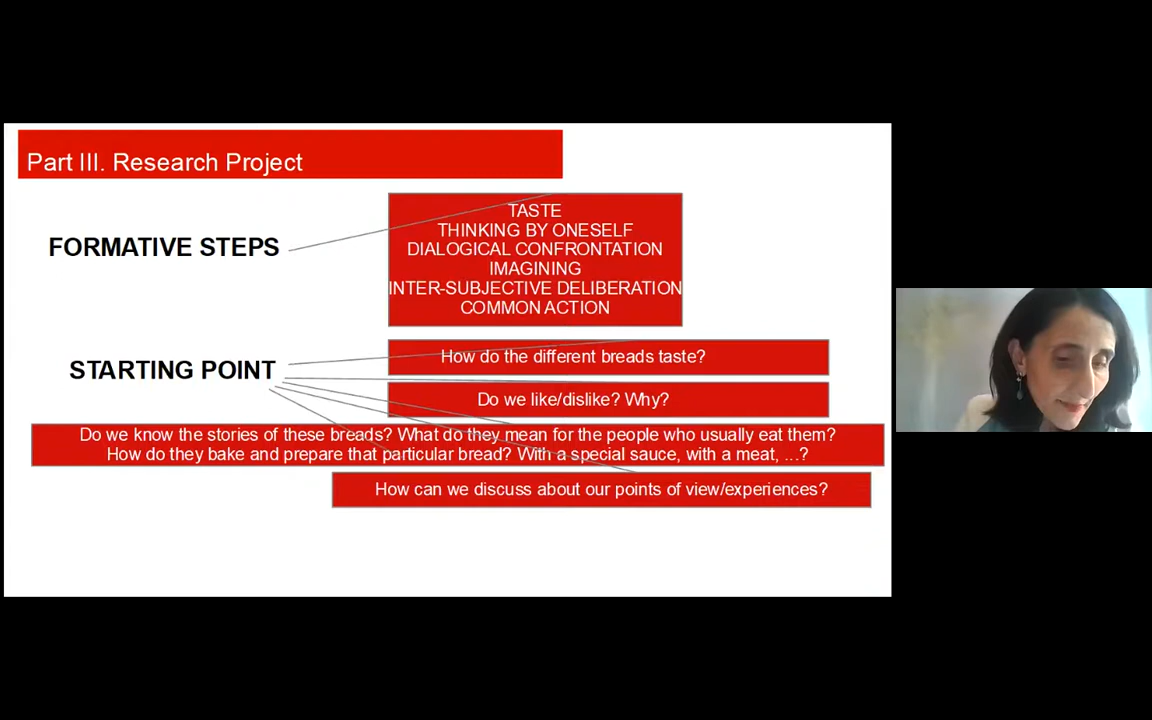 Part III. Research Project
FORMATIVE STEPS
TASTE
THINKING BY ONESELF
DIALOGICAL CONFRONTATION
IMAGINING
INTER-SUBJECTIVE DELIBERATION
COMMON ACTION
STARTING POINT
How do the different breads taste?
Do we like/dislike? Why?
Do we know the stories of these breads? What do they mean for the people who usually eat them?
How do they bake and prepare that particular bread? With a special sauce, with a meat, ...?
How can we discuss about our points of view/experiences?